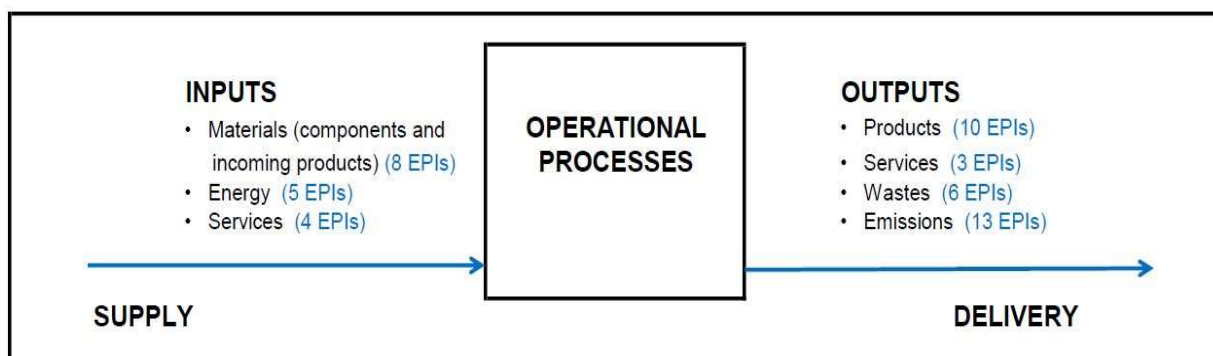 INPUTS
• Materials (components and
incoming products) (8 EPIs)
• Energy (5 EPIs)
• Services (4 EPIs)
SUPPLY
OPERATIONAL
PROCESSES
OUTPUTS
• Products (10 EPIs)
• Services (3 EPIs)
• Wastes (6 EPIs)
• Emissions (13 EPIs)
DELIVERY